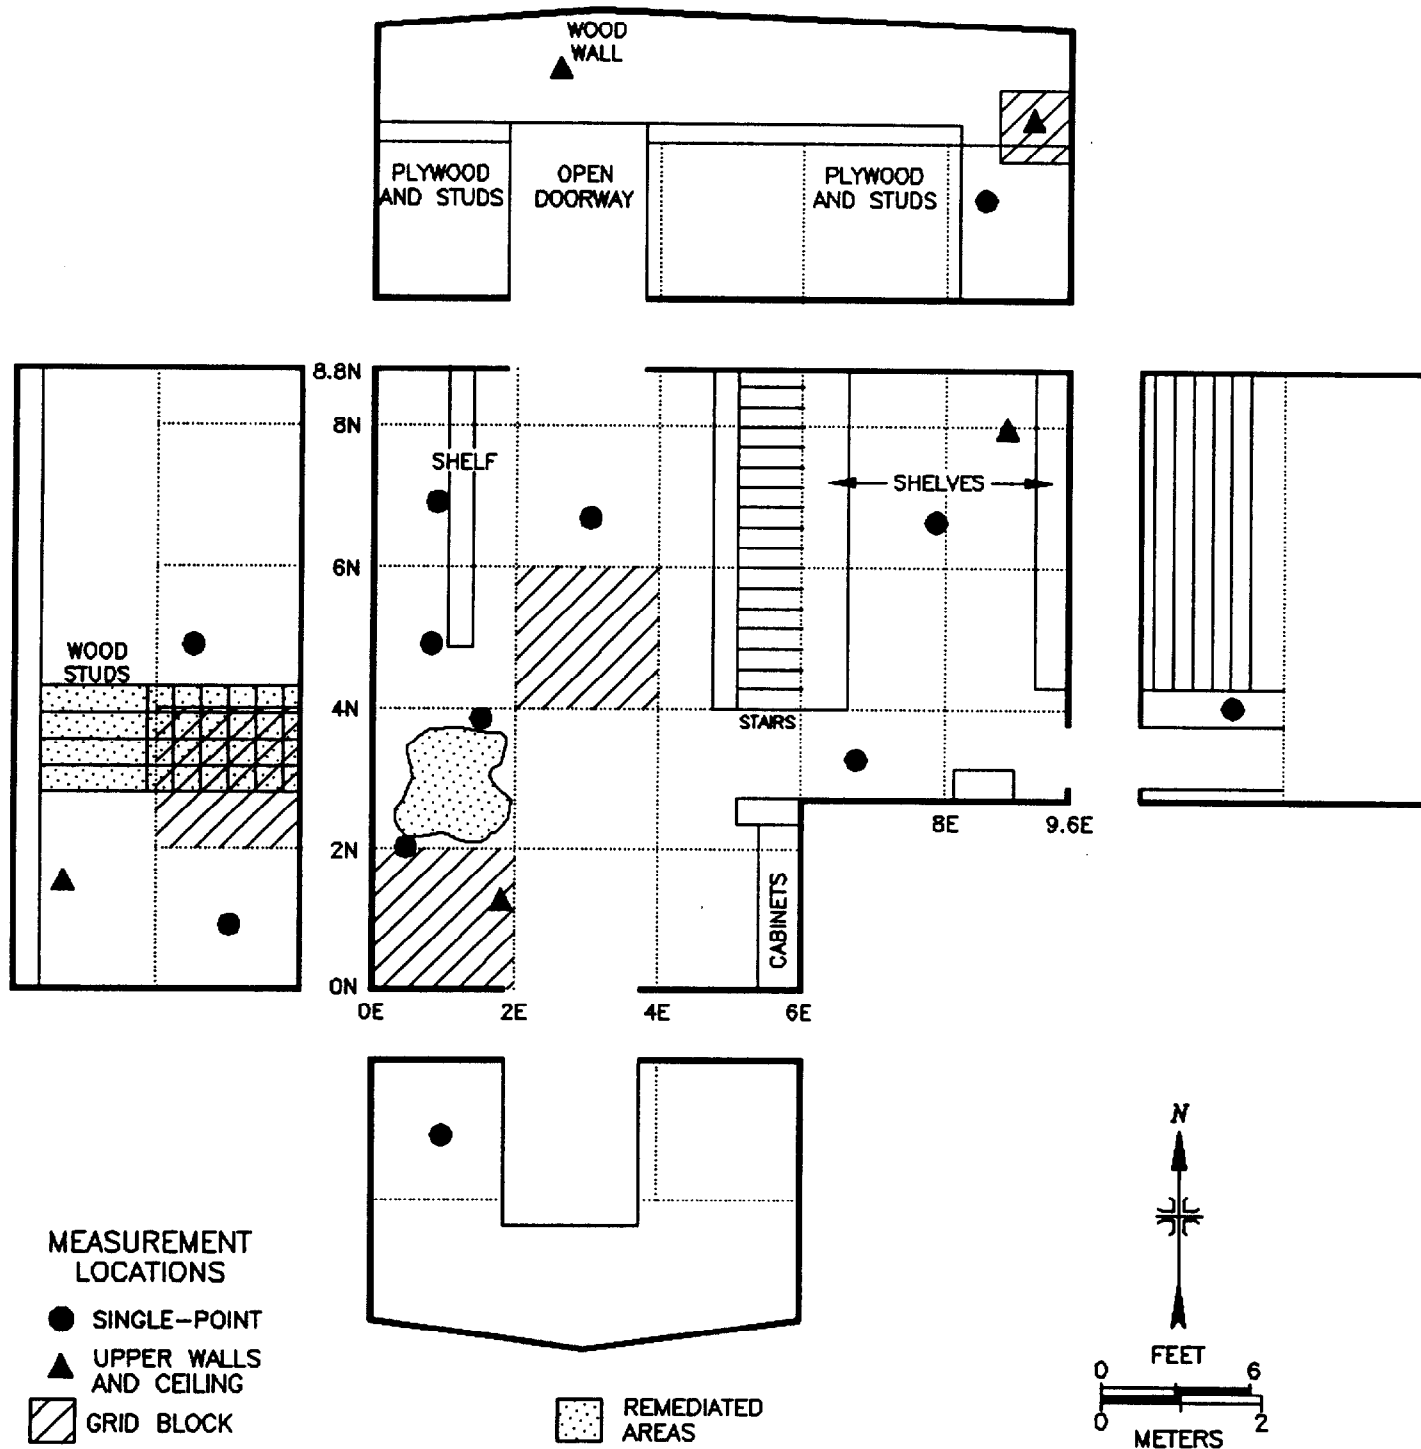 WOOD
WALL
PLYWOOD
AND STUDS
OPEN
DOORWAY
PLYWOOD
AND STUDS
8.8N
8N
SHELF
SHELVES
6N
WOOD
STUDS
4N
STAIRS
8E
9.6E
2N
CABINETS
0N
0E
2E
4E
6E
N
MEASUREMENT
LOCATIONS
SINGLE-POINT
UPPER WALLS
AND CEILING
GRID BLOCK
REMEDIATED
AREAS
FEET
0
6
0
2
METERS